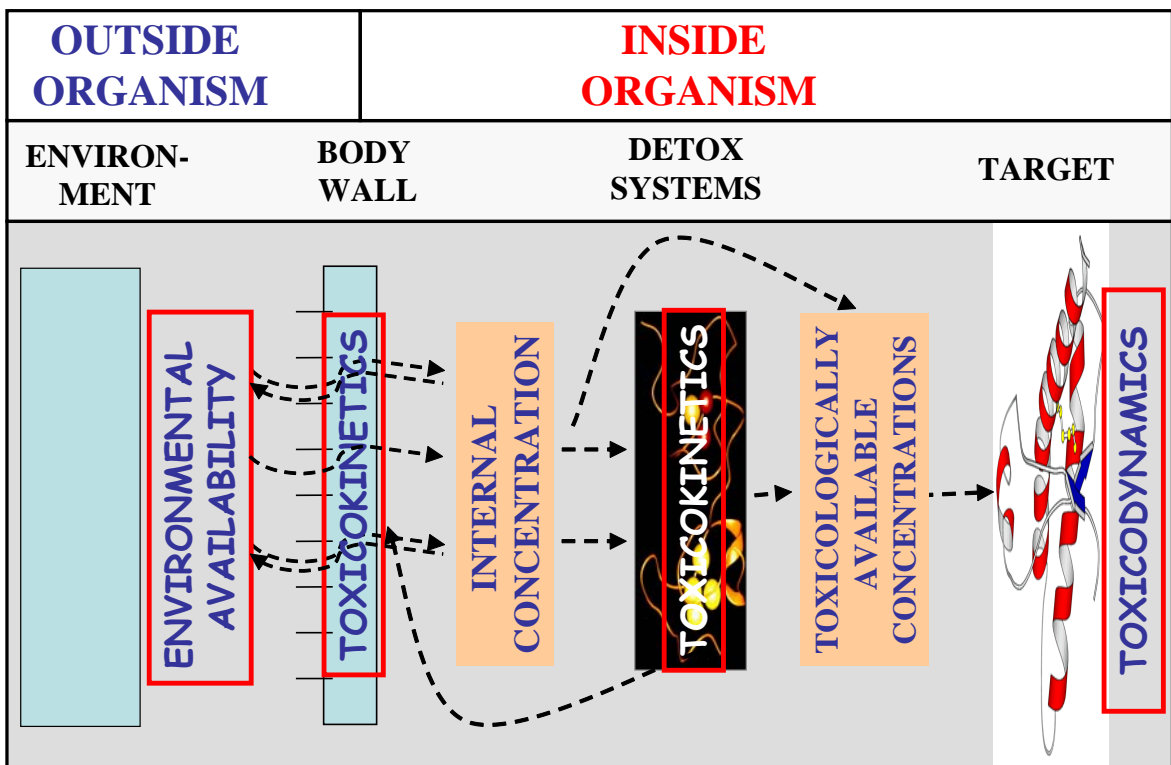 OUTSIDE
ORGANISM
INSIDE
ORGANISM
ENVIRON-
MENT
BODY
WALL
DETOX
SYSTEMS
TARGET
ENVIRONMENTAL
AVAILABILITY
TOXICOKINETICS
INTERNAL
CONCENTRATION
TOXICOKINETICS
TOXICOLOGICALLY
AVAILABLE
CONCENTRATIONS
TOXICODYNAMICS